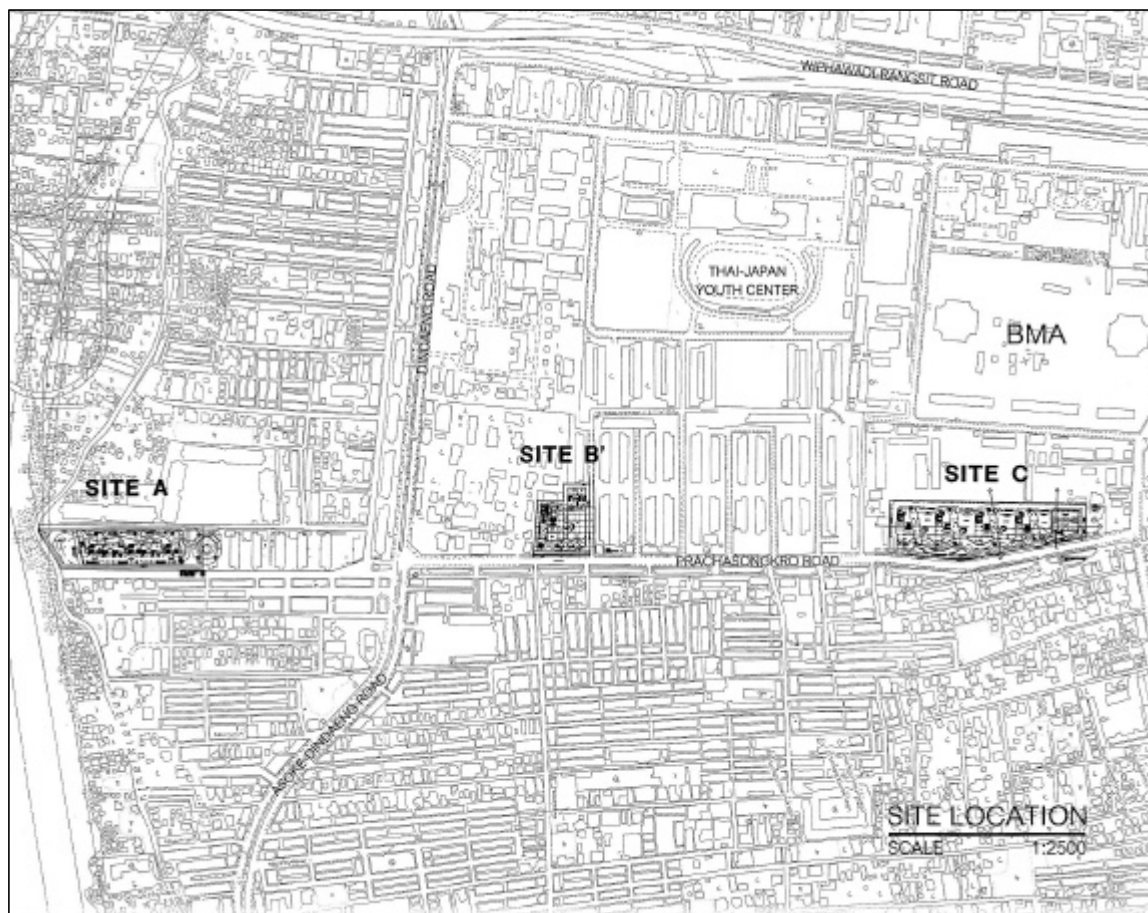 WIPHAWADI-RANGSIT ROAD
DINDAENG ROAD
THAI-JAPAN
YOUTH CENTER
BMA
SITE A
SITE B'
SITE C
PRACHASONGKRO ROAD
ASOKE-DINDAENG ROAD
SITE LOCATION
SCALE 1:2500